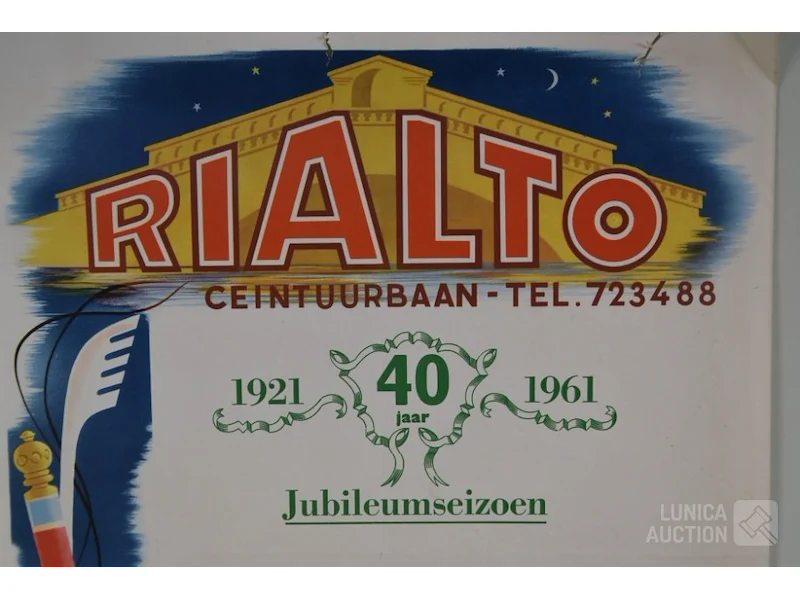 RIALTO
CEINTUURBAAN - TEL. 723488
1921 40 1961
jaar
Jubileumseizoen
LUNICA
AUCTION